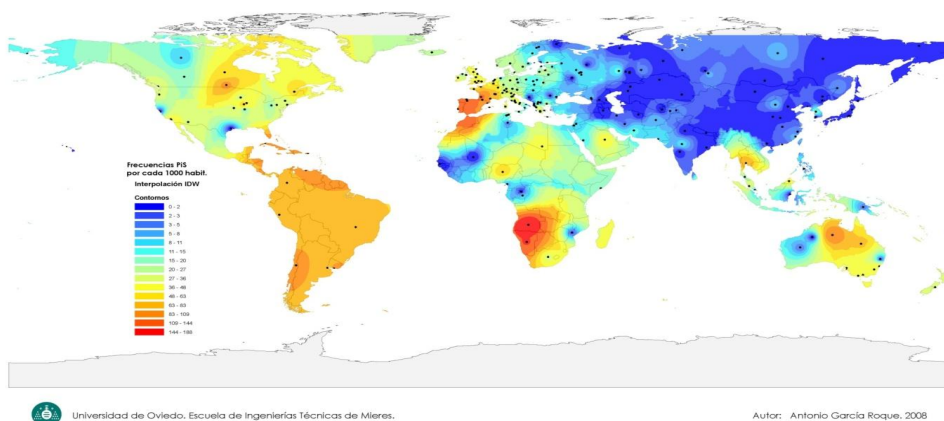 Frecuencias PiS
por cada 1000 habit.
Interpolación IDW
Contornos
0 - 2
2 - 3
3 - 5
5 - 8
8 - 11
11 - 15
15 - 20
20 - 27
27 - 36
36 - 48
48 - 63
63 - 83
83 - 109
109 - 144
144 - 188
Universidad de Oviedo. Escuela de Ingenierías Técnicas de Mieres.
Autor: Antonio García Roque. 2008